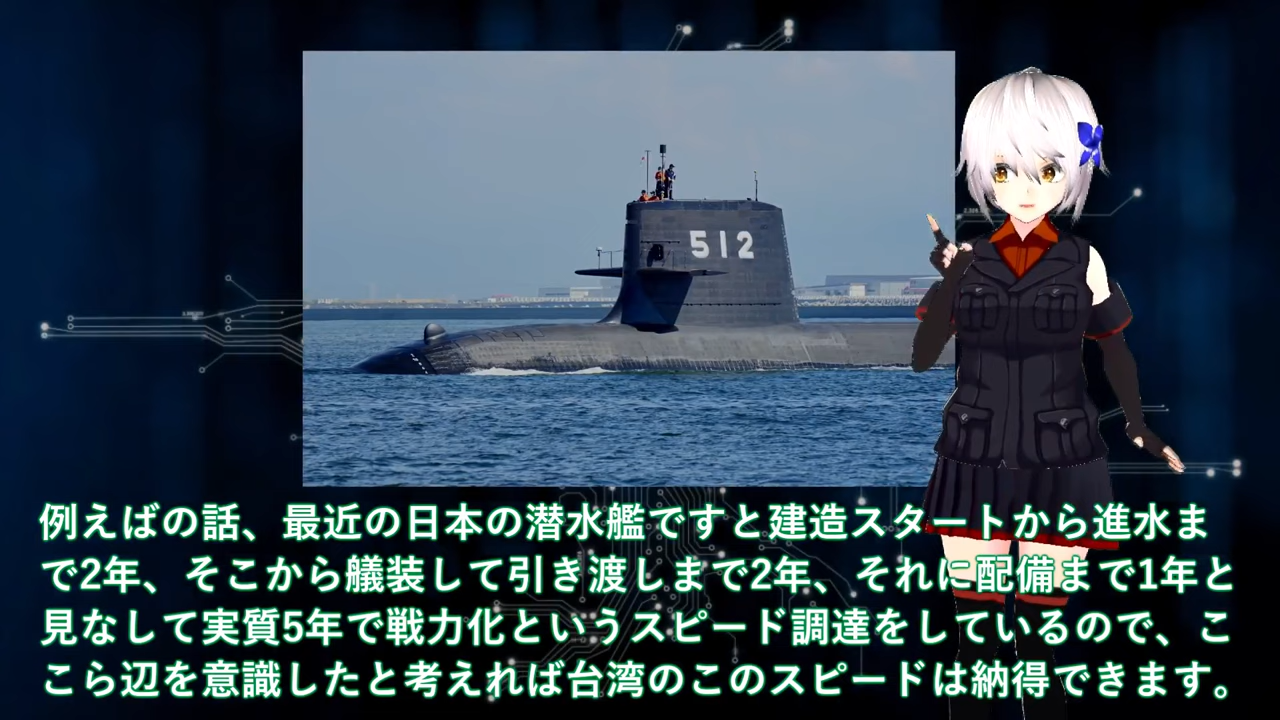 512
例えばの話、最近の日本の潜水艦ですと建造スタートから進水ま
で2年、そこから艤装して引き渡しまで2年、それに配備まで1年と
見なして実質5年で戦力化というスピード調達をしているので、こ
こら辺を意識したと考えれば台湾のこのスピードは納得できます。